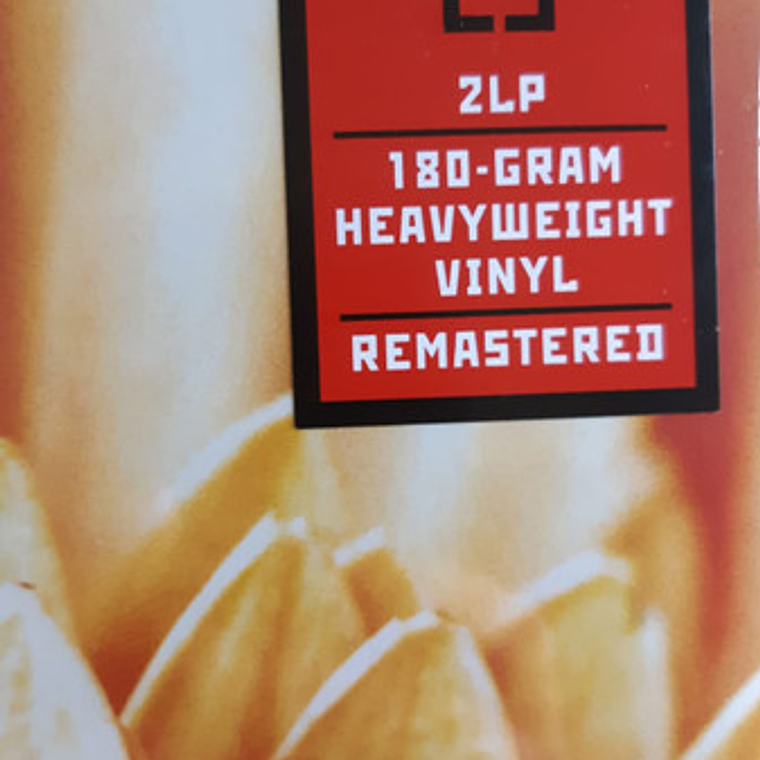 2LP
180-GRAM
HEAVYWEIGHT
VINYL
REMASTERED